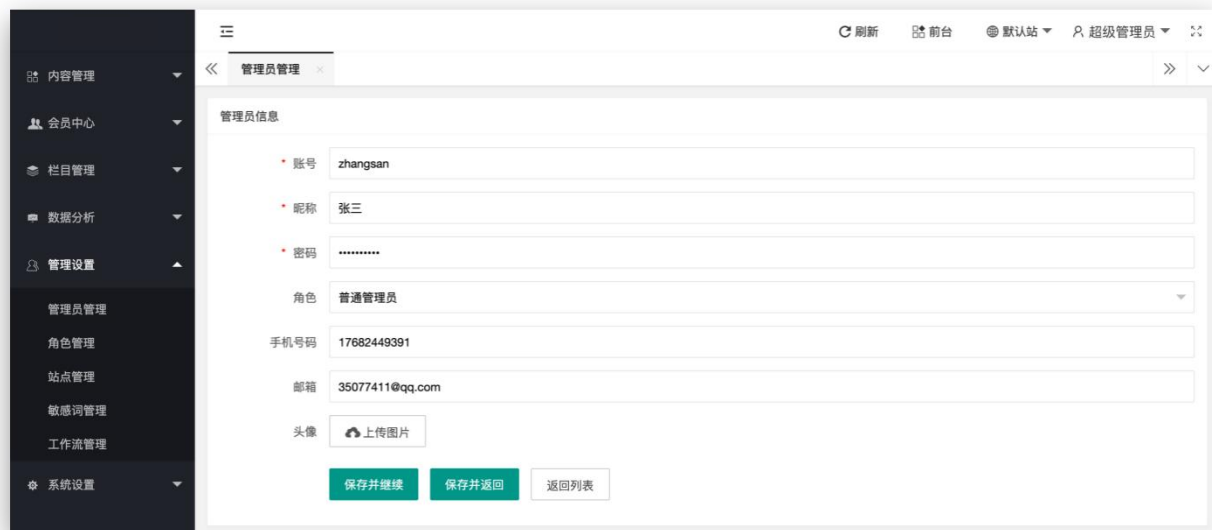 刷新 前台 默认站 超级管理员
内容管理
会员中心
栏目管理
数据分析
管理设置
管理员管理
角色管理
站点管理
敏感词管理
工作流管理
系统设置
管理员管理
管理员信息
* 账号 zhangsan
* 昵称 张三
* 密码 ••••••••••
角色 普通管理员
手机号码 17682449391
邮箱 35077411@qq.com
头像 上传图片
保存并继续 保存并返回 返回列表